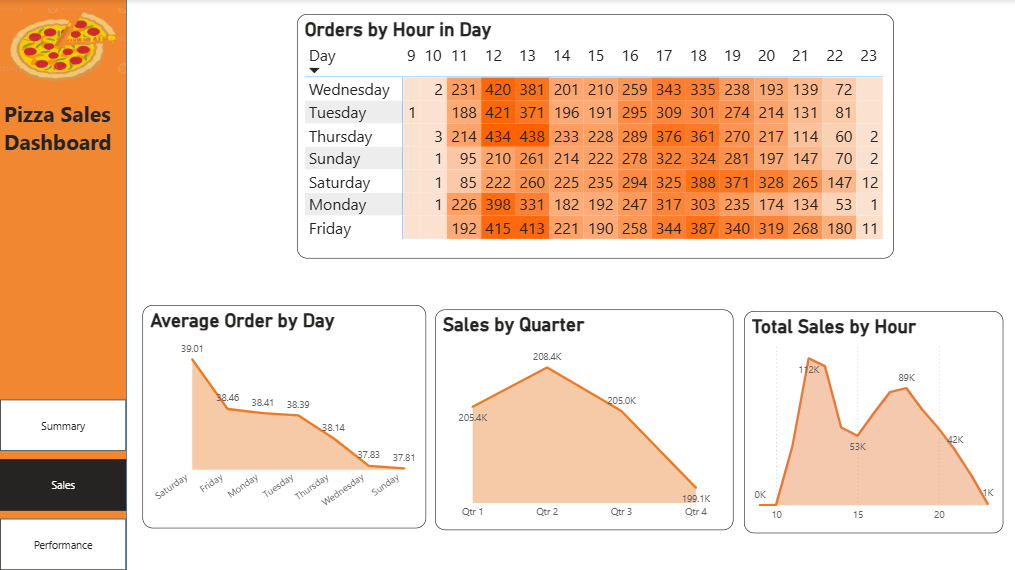 Pizza Sales
Dashboard
Summary
Sales
Performance
Orders by Hour in Day
Day 9 10 11 12 13 14 15 16 17 18 19 20 21 22 23
Wednesday 2 231 420 381 201 210 259 343 335 238 193 139 72
Tuesday 1 188 421 371 196 191 295 309 301 274 214 131 81
Thursday 3 214 434 438 233 228 289 376 361 270 217 114 60 2
Sunday 1 95 210 261 214 222 278 322 324 281 197 147 70 2
Saturday 1 85 222 260 225 235 294 325 388 371 328 265 147 12
Monday 1 226 398 331 182 192 247 317 303 235 174 134 53 1
Friday 192 415 413 221 190 258 344 387 340 319 268 180 11
Average Order by Day
39.01
38.46
38.41
38.39
38.14
37.83
37.81
Saturday
Friday
Monday
Tuesday
Thursday
Wednesday
Sunday
Sales by Quarter
208.4K
205.4K
205.0K
199.1K
Qtr 1 Qtr 2 Qtr 3 Qtr 4
Total Sales by Hour
112K
89K
53K
42K
0K
1K
10 15 20